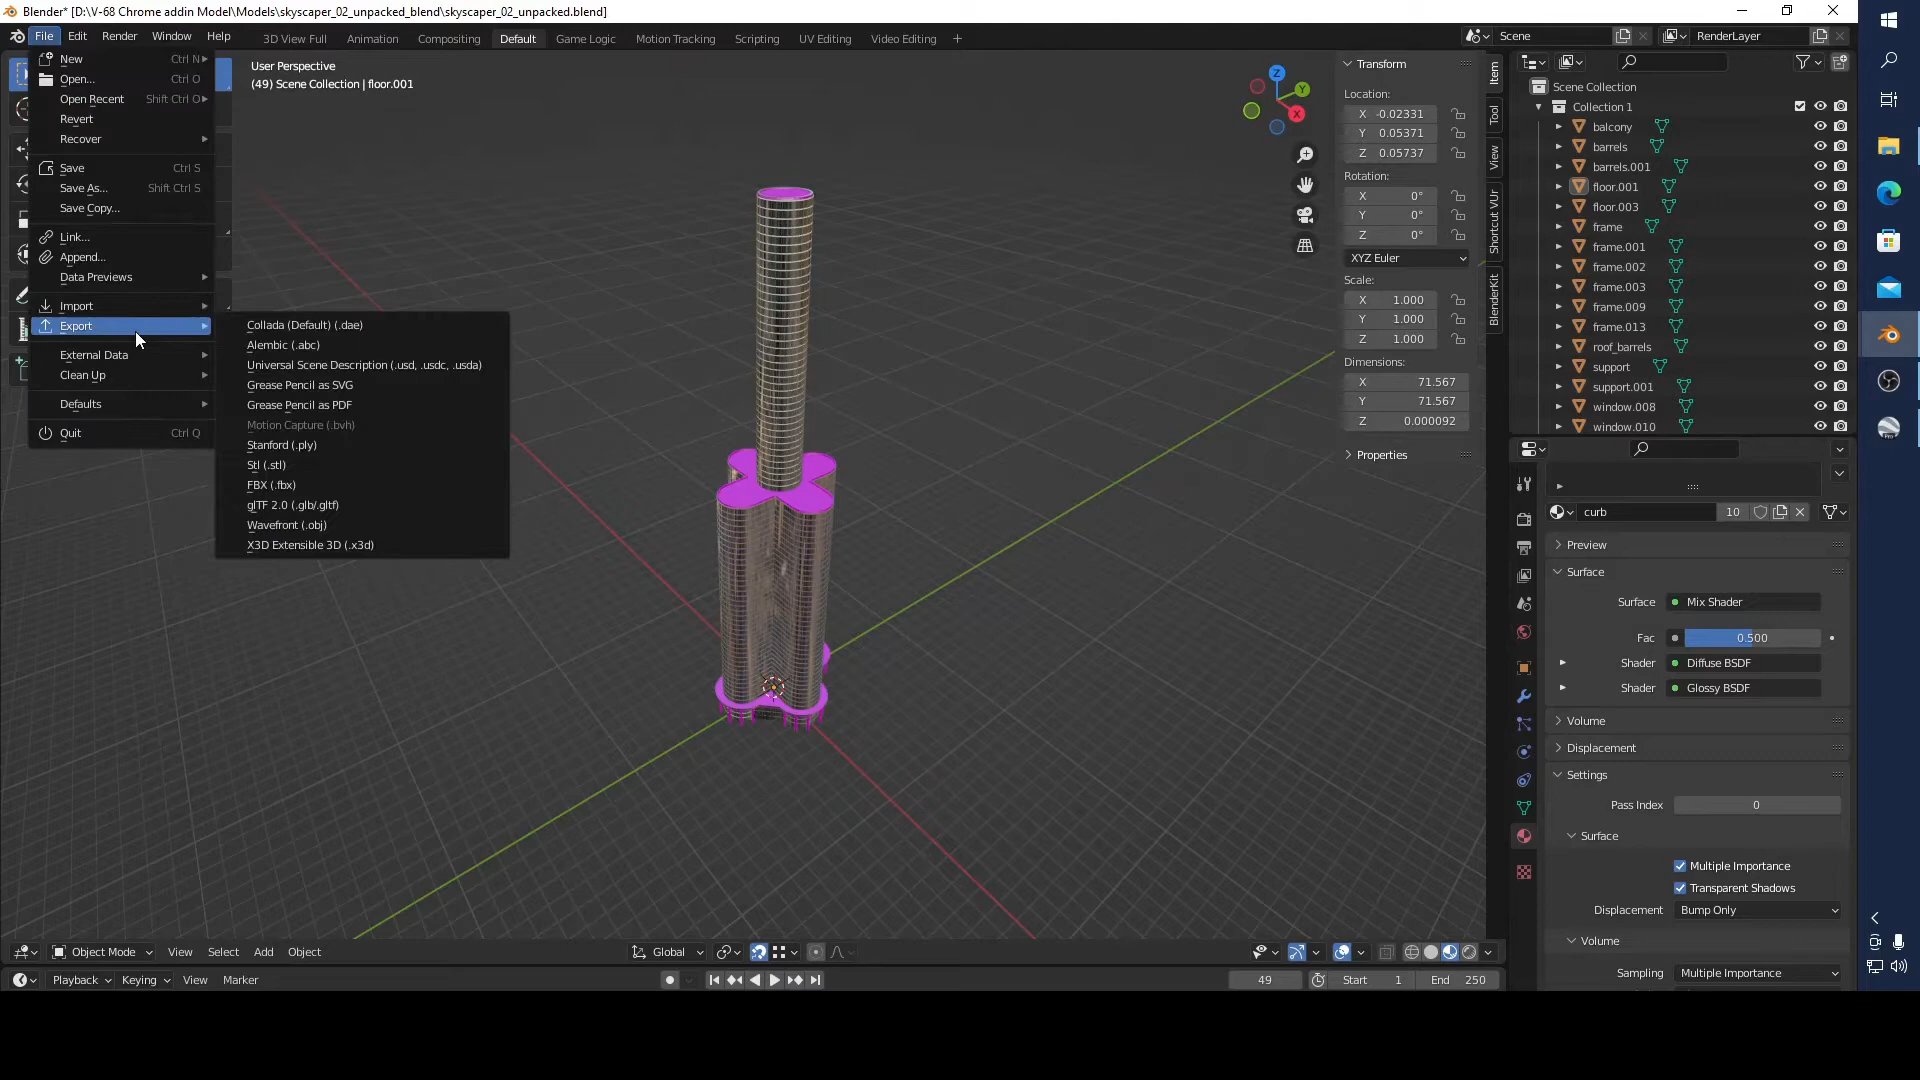 Blender* [D:\V-68 Chrome addin Model\Models\skyscaper_02_unpacked_blend\skyscaper_02_unpacked.blend]
File Edit Render Window Help
3D View Full Animation Compositing Default Game Logic Motion Tracking Scripting UV Editing Video Editing +
Scene
RenderLayer
New Ctrl N
Open... Ctrl O
Open Recent Shift Ctrl O
Revert
Recover
Save Ctrl S
Save As... Shift Ctrl S
Save Copy...
Link...
Append...
Data Previews
Import
Export
External Data
Clean Up
Defaults
Quit Ctrl Q
Collada (Default) (.dae)
Alembic (.abc)
Universal Scene Description (.usd, .usdc, .usda)
Grease Pencil as SVG
Grease Pencil as PDF
Motion Capture (.bvh)
Stanford (.ply)
Stl (.stl)
FBX (.fbx)
glTF 2.0 (.glb/.gltf)
Wavefront (.obj)
X3D Extensible 3D (.x3d)
User Perspective
(49) Scene Collection | floor.001
Z
Y
X
Transform
Location:
X -0.02331
Y 0.05371
Z 0.05737
Rotation:
X 0°
Y 0°
Z 0°
XYZ Euler
Scale:
X 1.000
Y 1.000
Z 1.000
Dimensions:
X 71.567
Y 71.567
Z 0.000092
Properties
Item
Tool
View
Shortcut VUr
BlenderKit
Scene Collection
Collection 1
balcony
barrels
barrels.001
floor.001
floor.003
frame
frame.001
frame.002
frame.003
frame.009
frame.013
roof_barrels
support
support.001
window.008
window.010
curb 10
Preview
Surface
Surface Mix Shader
Fac 0.500
Shader Diffuse BSDF
Shader Glossy BSDF
Volume
Displacement
Settings
Pass Index 0
Surface
Multiple Importance
Transparent Shadows
Displacement Bump Only
Volume
Sampling Multiple Importance
Object Mode View Select Add Object
Global
Playback Keying View Marker
49 Start 1 End 250